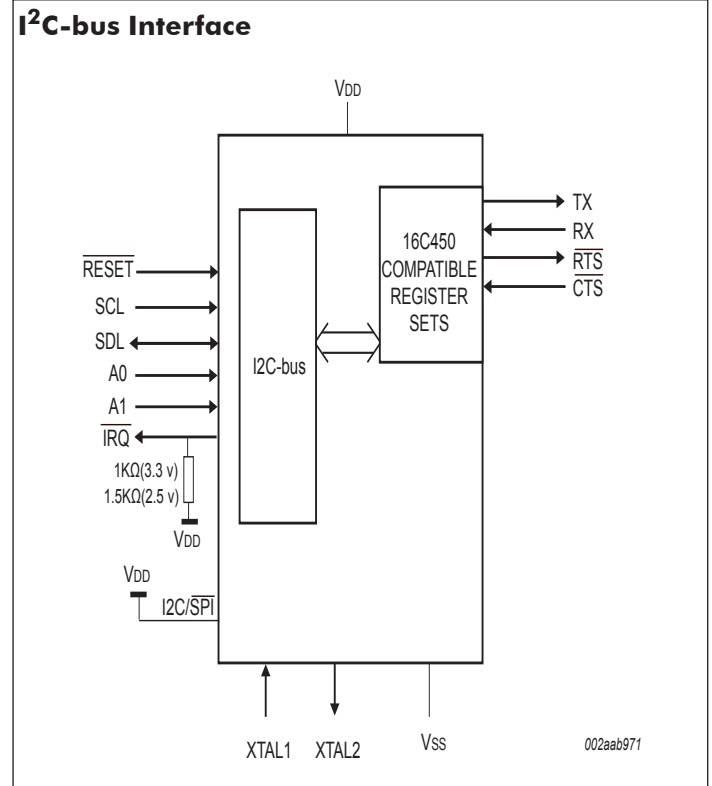 I²C-bus Interface
VDD
16C450
COMPATIBLE
REGISTER
SETS
TX
RX
RTS
CTS
RESET
SCL
SDL
A0
A1
IRQ
I2C-bus
1KΩ(3.3 v)
1.5KΩ(2.5 v)
VDD
VDD
I2C/SPI
XTAL1
XTAL2
VSS
002aab971